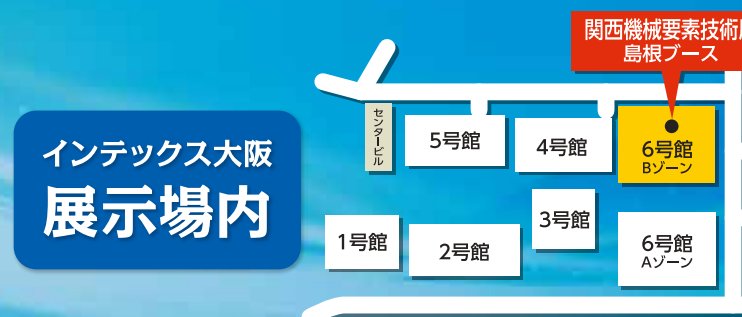 関西機械要素技術
島根ブース
インテックス大阪
展示場内
センタービル
5号館
4号館
6号館
Bゾーン
1号館
2号館
3号館
6号館
Aゾーン